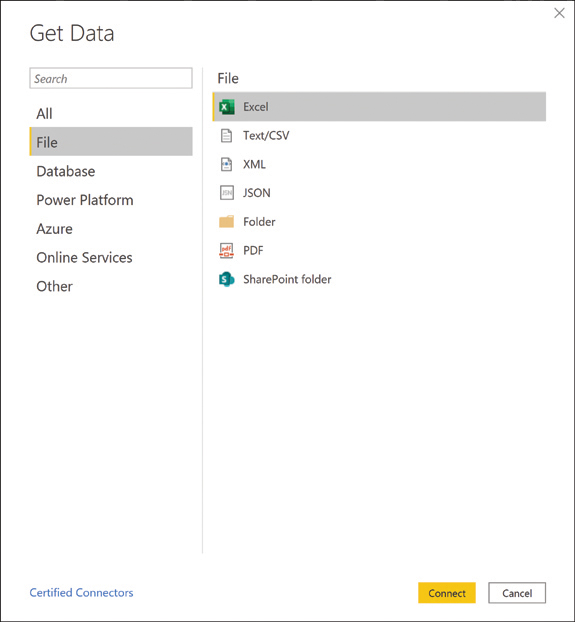 Get Data
Search
All
File
Database
Power Platform
Azure
Online Services
Other
File
Excel
Text/CSV
XML
JSON
Folder
PDF
SharePoint folder
Certified Connectors
Connect
Cancel